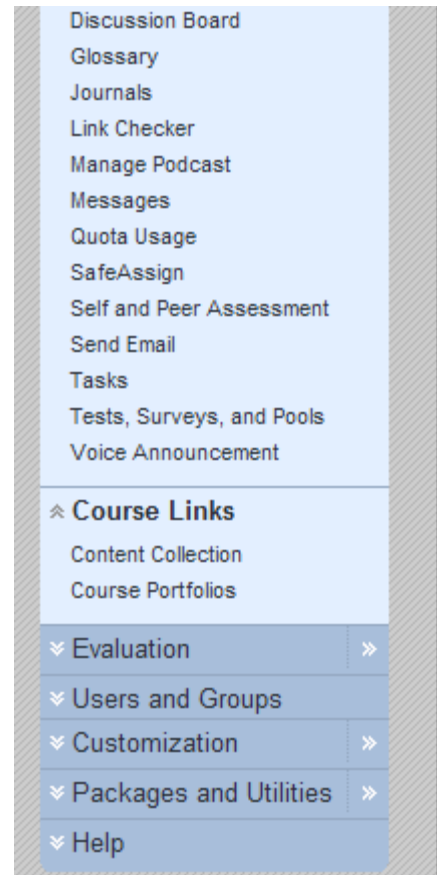 Discussion Board
Glossary
Journals
Link Checker
Manage Podcast
Messages
Quota Usage
SafeAssign
Self and Peer Assessment
Send Email
Tasks
Tests, Surveys, and Pools
Voice Announcement
Course Links
Content Collection
Course Portfolios
Evaluation
Users and Groups
Customization
Packages and Utilities
Help